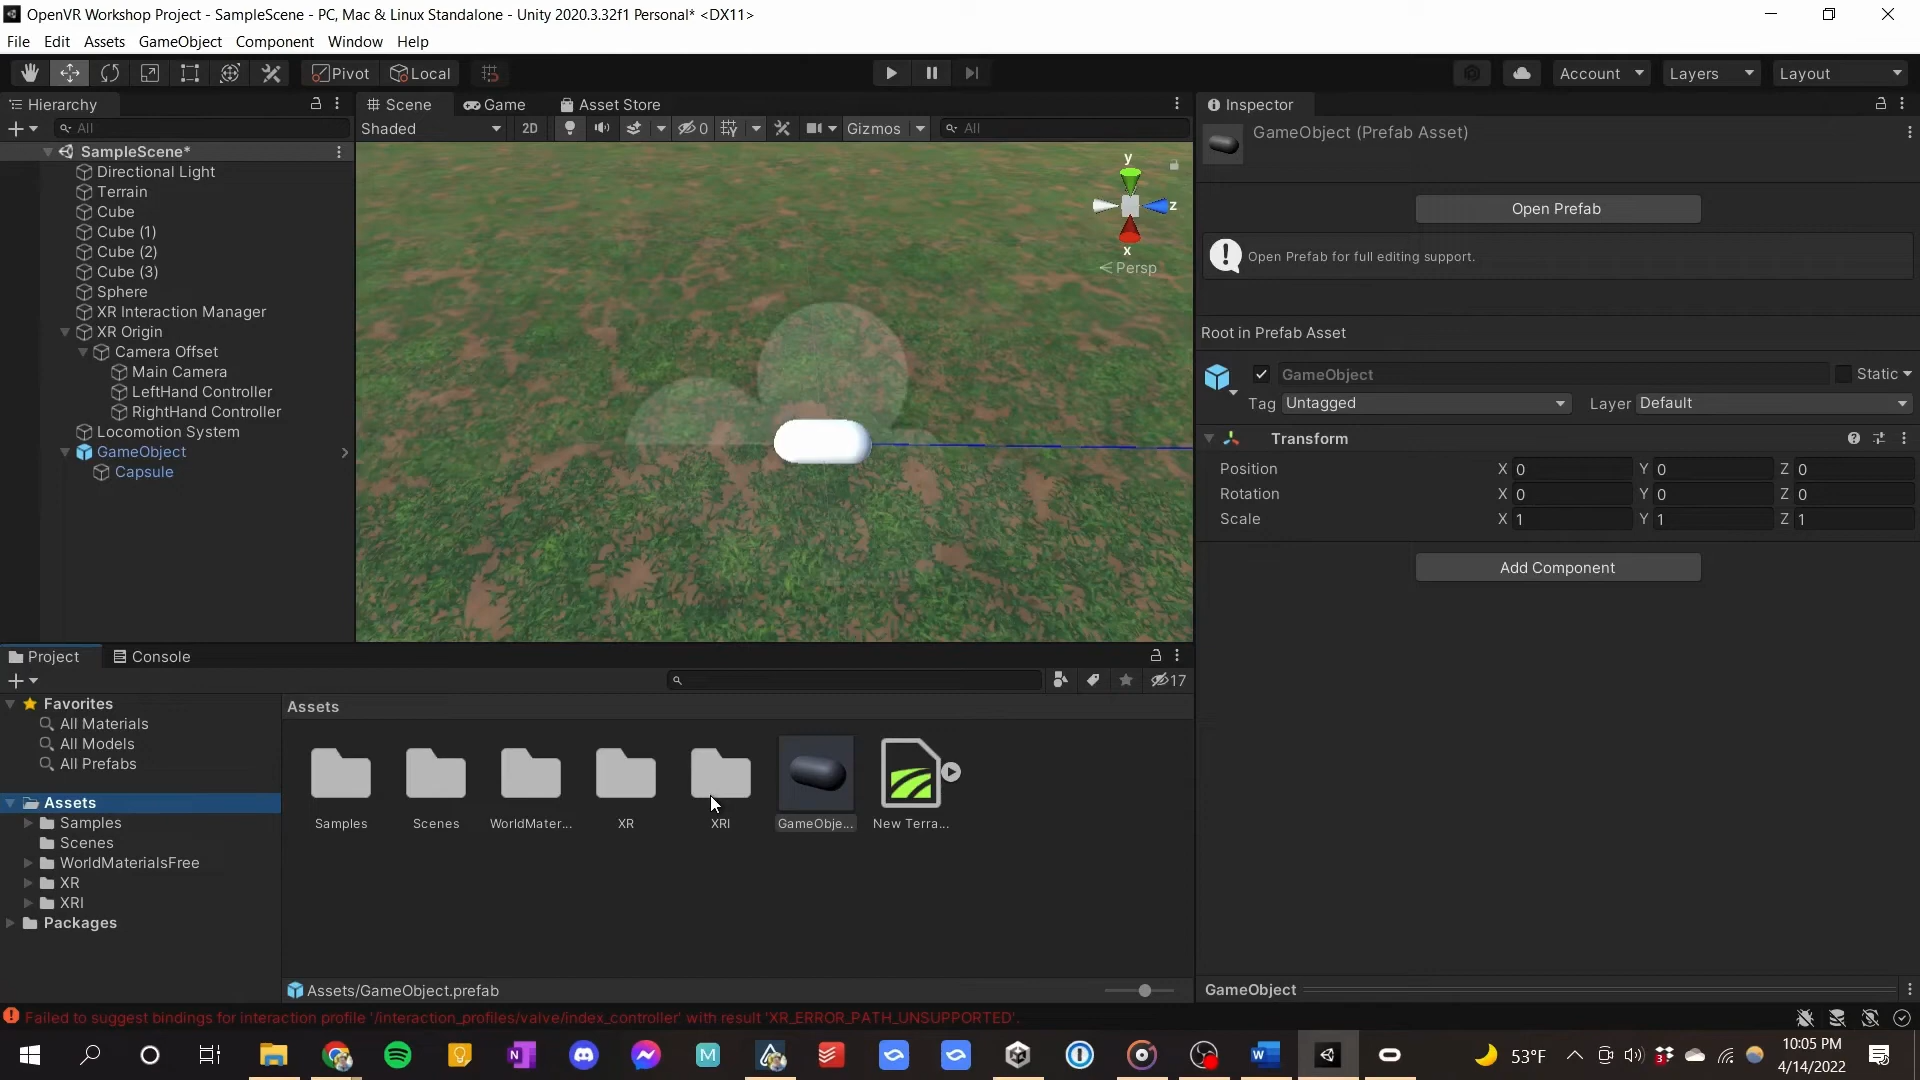 OpenVR Workshop Project - SampleScene - PC, Mac & Linux Standalone - Unity 2020.3.32f1 Personal* <DX11>
File Edit Assets GameObject Component Window Help
Pivot Local Account Layers Layout
Hierarchy
All
SampleScene*
Directional Light
Terrain
Cube
Cube (1)
Cube (2)
Cube (3)
Sphere
XR Interaction Manager
XR Origin
Camera Offset
Main Camera
LeftHand Controller
RightHand Controller
Locomotion System
GameObject
Capsule
Scene Game Asset Store
Shaded 2D 0 Gizmos All
y
z
x
Persp
Inspector
GameObject (Prefab Asset)
Open Prefab
Open Prefab for full editing support.
Root in Prefab Asset
GameObject Static
Tag Untagged Layer Default
Transform
Position X 0 Y 0 Z 0
Rotation X 0 Y 0 Z 0
Scale X 1 Y 1 Z 1
Add Component
Project Console
17
Favorites
All Materials
All Models
All Prefabs
Assets
Samples
Scenes
WorldMaterialsFree
XR
XRI
Packages
Assets
Samples Scenes WorldMater... XR XRI GameObje... New Terra...
Assets/GameObject.prefab
GameObject
Failed to suggest bindings for interaction profile '/interaction_profiles/valve/index_controller' with result 'XR_ERROR_PATH_UNSUPPORTED'.
53°F
10:05 PM
4/14/2022